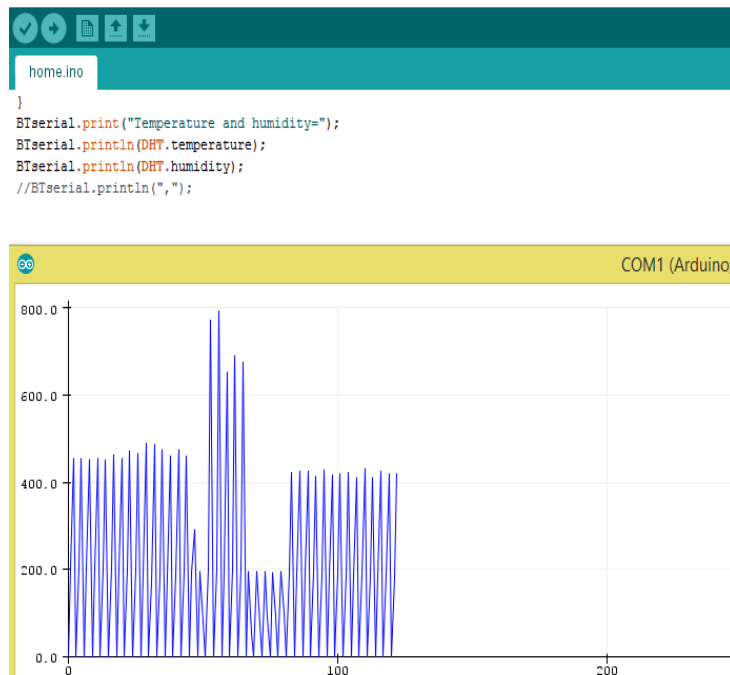 home.ino
}
BTserial.print("Temperature and humidity=");
BTserial.println(DHT.temperature);
BTserial.println(DHT.humidity);
//BTserial.println(",");
COM1 (Arduino
800.0
600.0
400.0
200.0
0.0
0 100 200